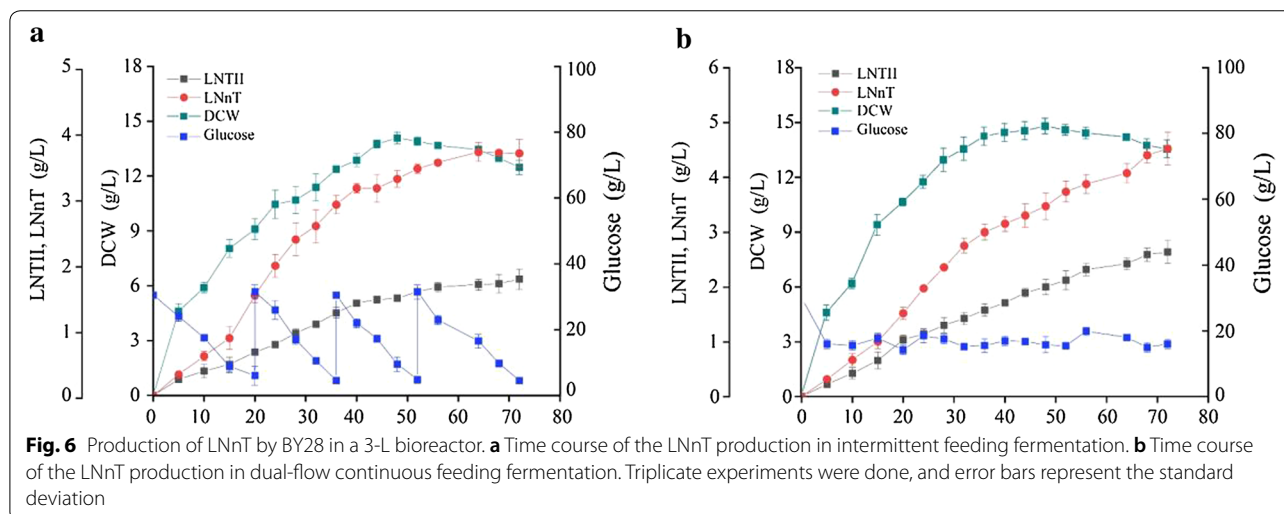 a
5
4
3
2
1
0
LNTII, LNnT (g/L)
18
15
12
9
6
3
0
DCW (g/L)
LNTII
LNnT
DCW
Glucose
100
80
60
40
20
0
Glucose (g/L)
0 10 20 30 40 50 60 70 80
b
6
5
4
3
2
1
0
LNTII, LNnT (g/L)
18
15
12
9
6
3
0
DCW (g/L)
LNTII
LNnT
DCW
Glucose
100
80
60
40
20
0
Glucose (g/L)
0 10 20 30 40 50 60 70 80
Fig. 6 Production of LNnT by BY28 in a 3-L bioreactor. a Time course of the LNnT production in intermittent feeding fermentation. b Time course
of the LNnT production in dual-flow continuous feeding fermentation. Triplicate experiments were done, and error bars represent the standard
deviation